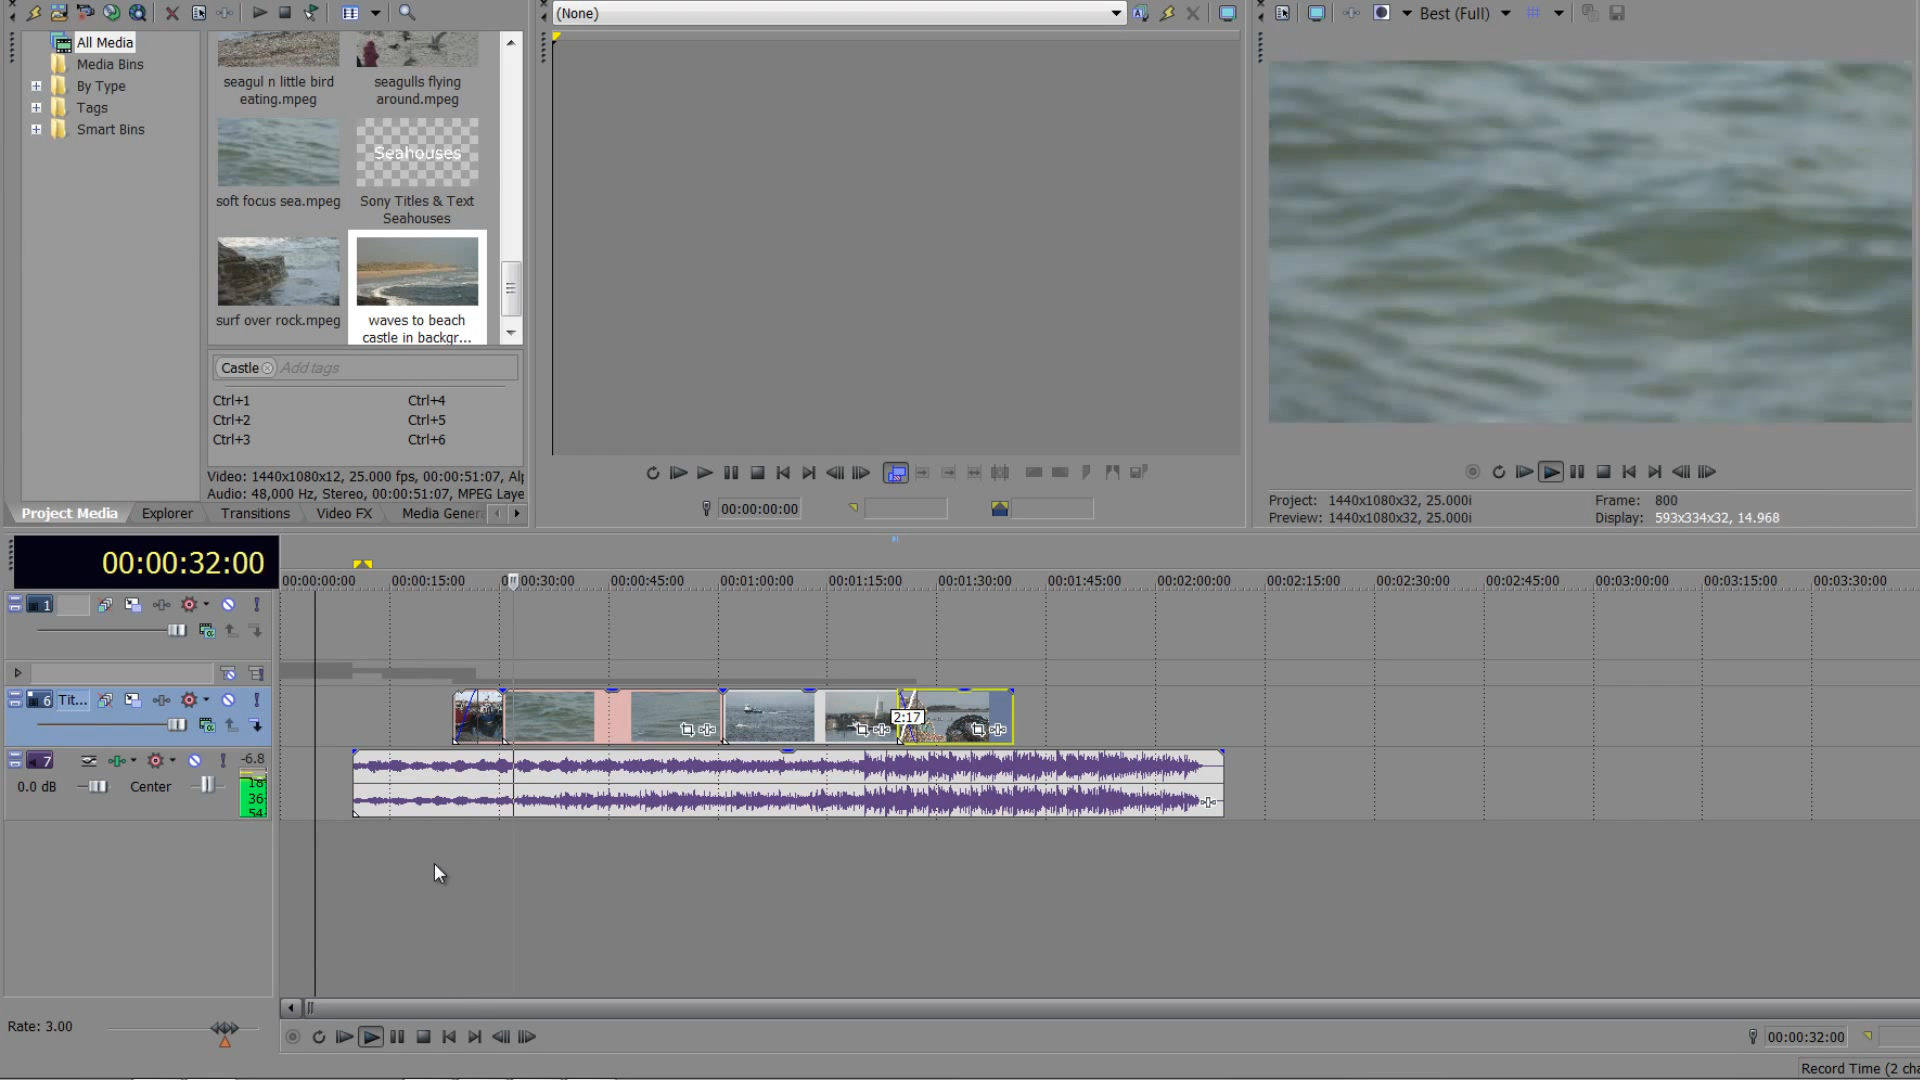 (None)
Best (Full)
All Media
Media Bins
By Type
Tags
Smart Bins
seagul n little bird
eating.mpeg
seagulls flying
around.mpeg
Seahouses
soft focus sea.mpeg
Sony Titles & Text
Seahouses
surf over rock.mpeg
waves to beach
castle in backgr...
Castle
Add tags
Ctrl+1
Ctrl+4
Ctrl+2
Ctrl+5
Ctrl+3
Ctrl+6
Video: 1440x1080x12, 25.000 fps, 00:00:51:07, Al
Audio: 48,000 Hz, Stereo, 00:00:51:07, MPEG Laye
Project Media
Explorer
Transitions
Video FX
Media Gener
00:00:00:00
Project: 1440x1080x32, 25.000i
Frame: 800
Preview: 1440x1080x32, 25.000i
Display: 593x334x32, 14.968
00:00:32:00
00:00:00:00
00:00:15:00
00:00:30:00
00:00:45:00
00:01:00:00
00:01:15:00
00:01:30:00
00:01:45:00
00:02:00:00
00:02:15:00
00:02:30:00
00:02:45:00
00:03:00:00
00:03:15:00
00:03:30:00
1
6
Tit...
2:17
7
-6.8
18
36
54
0.0 dB
Center
Rate: 3.00
00:00:32:00
Record Time (2 cha